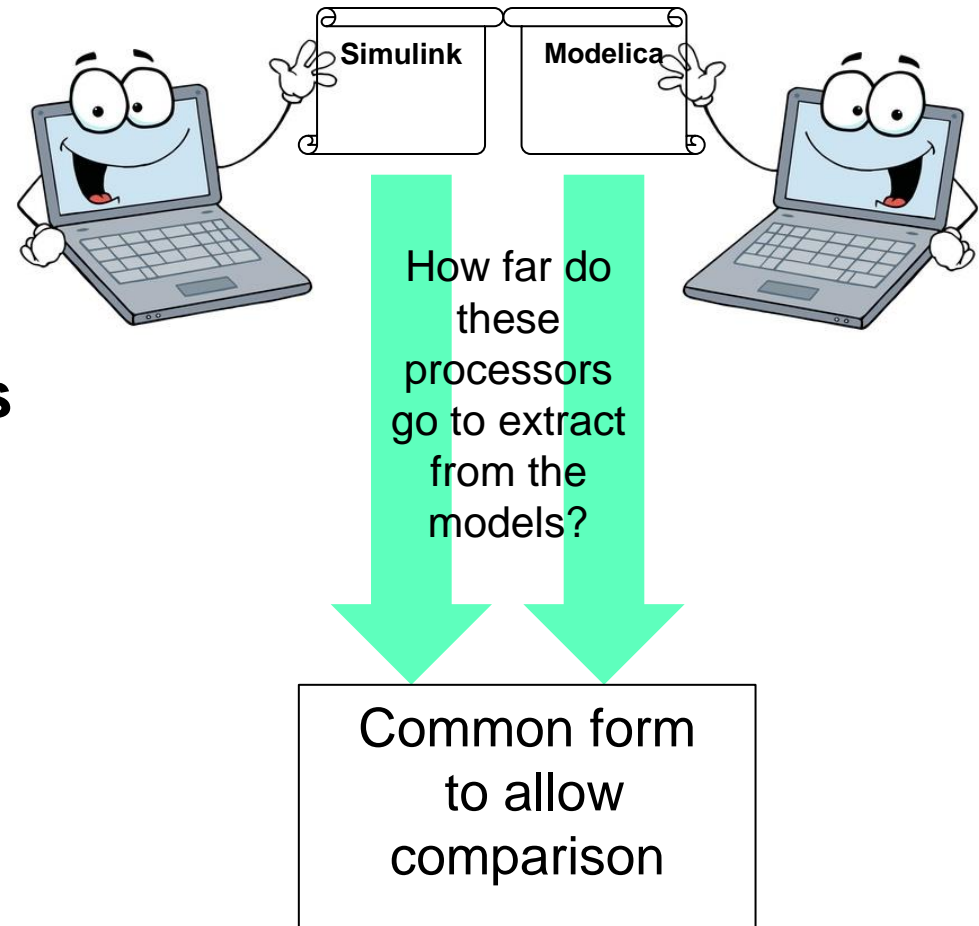 Simulink
Modelica
How far do
these
processors
go to extract
from the
models?
s
Common form
to allow
comparison